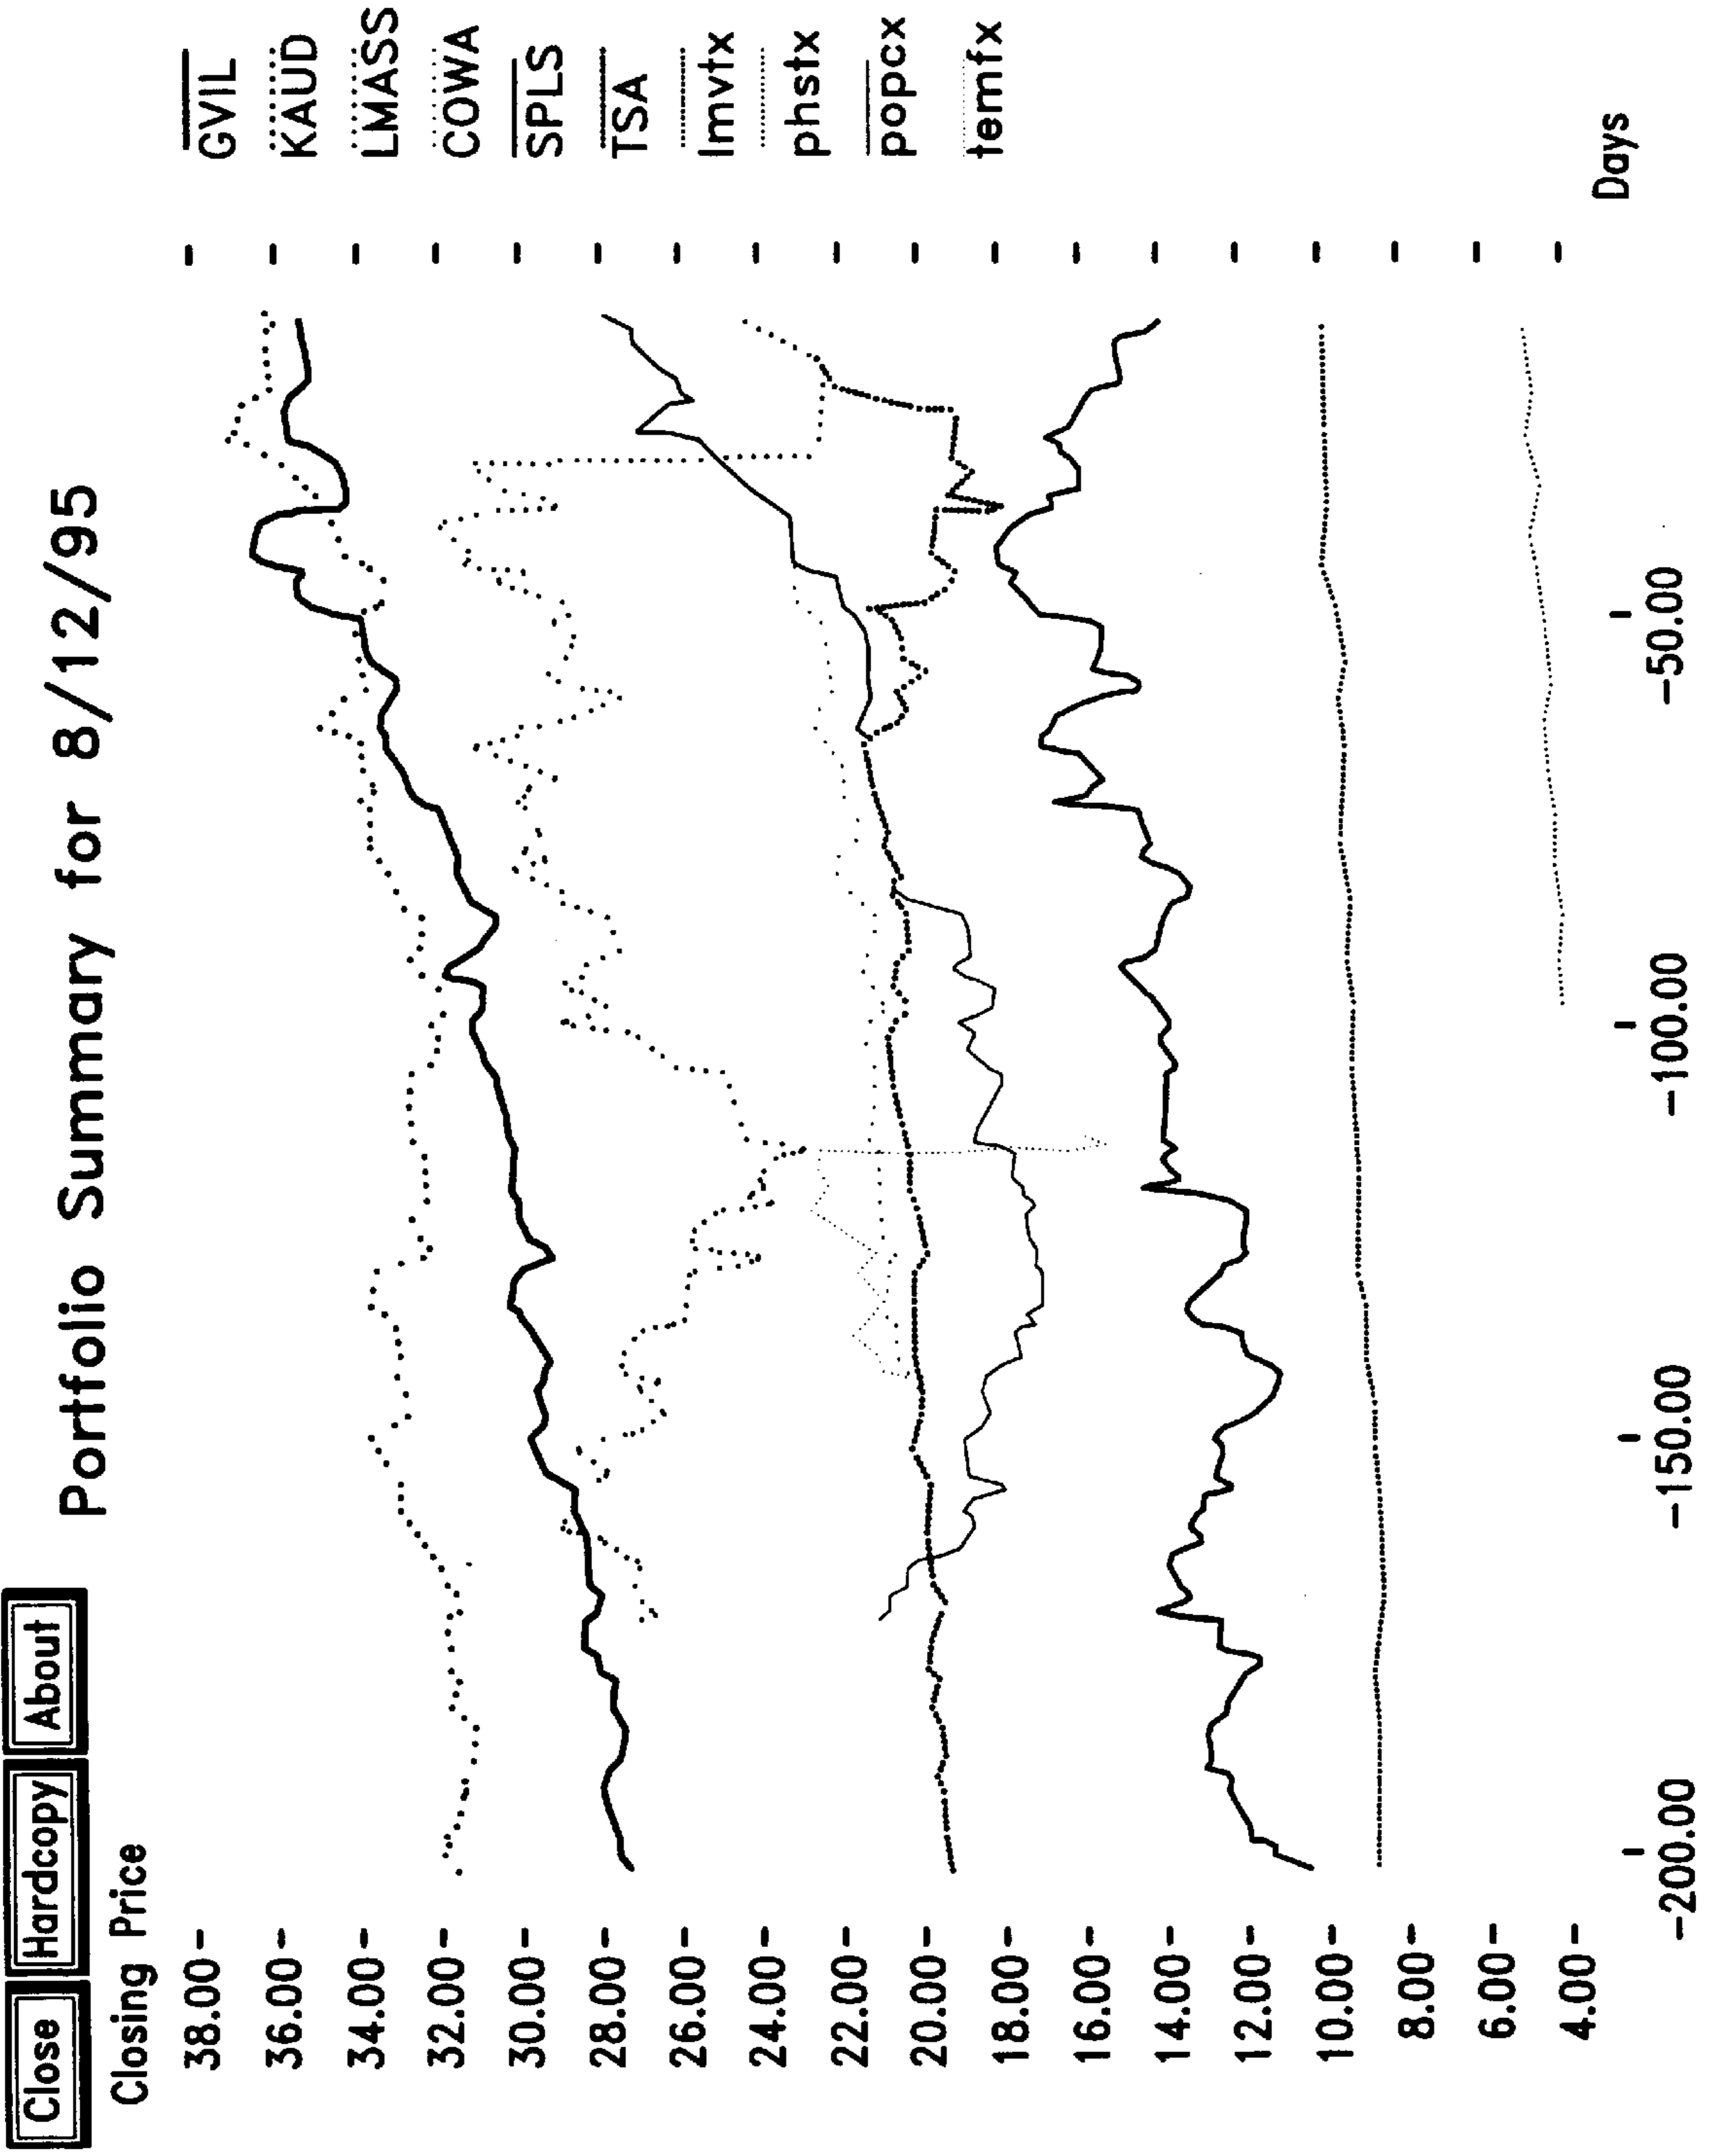 Close Hardcopy About Portfolio Summary for 8/12/95
Closing Price
38.00
36.00
34.00
32.00
30.00
28.00
26.00
24.00
22.00
20.00
18.00
16.00
14.00
12.00
10.00
8.00
6.00
4.00
-200.00 -150.00 -100.00 -50.00 Days
GVIL
KAUD
LMASS
COWA
SPLS
TSA
lmvtx
phstx
popcx
temfx